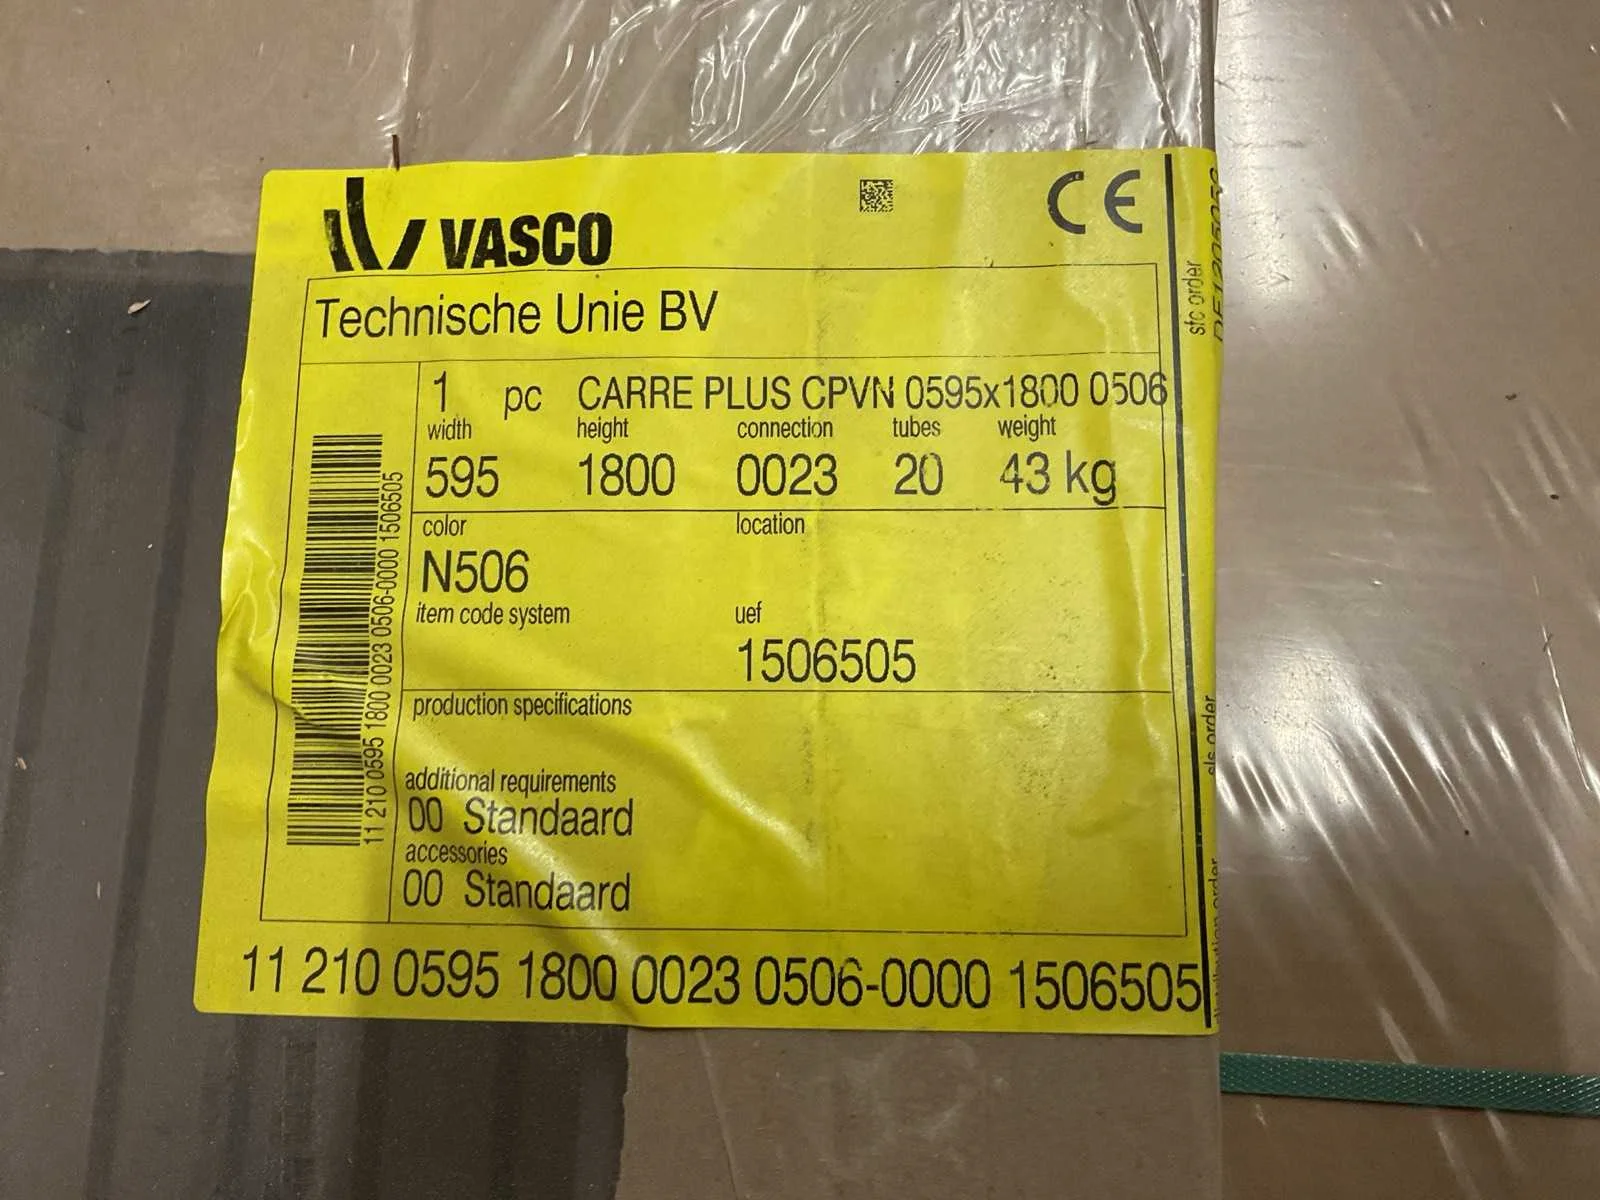 VASCO
CE
Technische Unie BV
1 pc CARRE PLUS CPVN 0595x1800 0506
width height connection tubes weight
595 1800 0023 20 43 kg
color location
N506
item code system uef
1506505
production specifications
additional requirements
00 Standaard
accessories
00 Standaard
11 210 0595 1800 0023 0506-0000 1506505
11 210 0595 1800 0023 0506-0000 1506505
sfc order
sls order
order